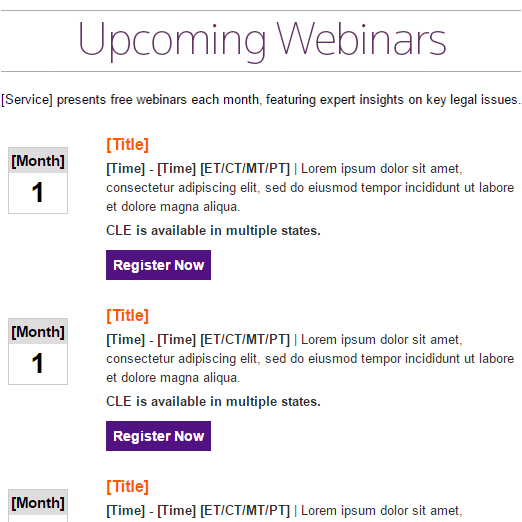 Upcoming Webinars
[Service] presents free webinars each month, featuring expert insights on key legal issues.
[Month]
1
[Title]
[Time] - [Time] [ET/CT/MT/PT] | Lorem ipsum dolor sit amet,
consectetur adipiscing elit, sed do eiusmod tempor incididunt ut labore
et dolore magna aliqua.
CLE is available in multiple states.
Register Now
[Month]
1
[Title]
[Time] - [Time] [ET/CT/MT/PT] | Lorem ipsum dolor sit amet,
consectetur adipiscing elit, sed do eiusmod tempor incididunt ut labore
et dolore magna aliqua.
CLE is available in multiple states.
Register Now
[Month]
[Title]
[Time] - [Time] [ET/CT/MT/PT] | Lorem ipsum dolor sit amet,